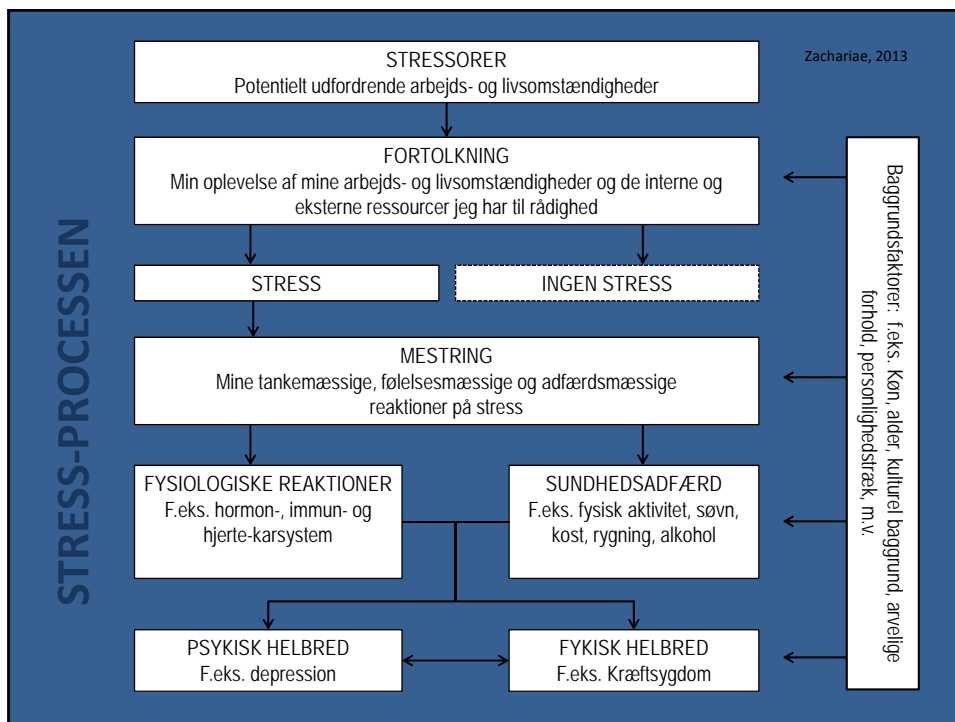 STRESSORER
Potentielt udfordrende arbejds- og livsomstændigheder
Zachariae, 2013
FORTOLKNING
Min oplevelse af mine arbejds- og livsomstændigheder og de interne og
eksterne ressourcer jeg har til rådighed
STRESS
INGEN STRESS
MESTRING
Mine tankemæssige, følelsesmæssige og adfærdsmæssige
reaktioner på stress
FYSIOLOGISKE REAKTIONER
F.eks. hormon-, immun- og
hjerte-karsystem
SUNDHEDSADFÆRD
F.eks. fysisk aktivitet, søvn,
kost, rygning, alkohol
PSYKISK HELBRED
F.eks. depression
FYKISK HELBRED
F.eks. Kræftsygdom
STRESS-PROCESSEN
Baggrundsfaktorer: f.eks. Køn, alder, kulturel baggrund, arvelige
forhold, personlighedstræk, m.v.